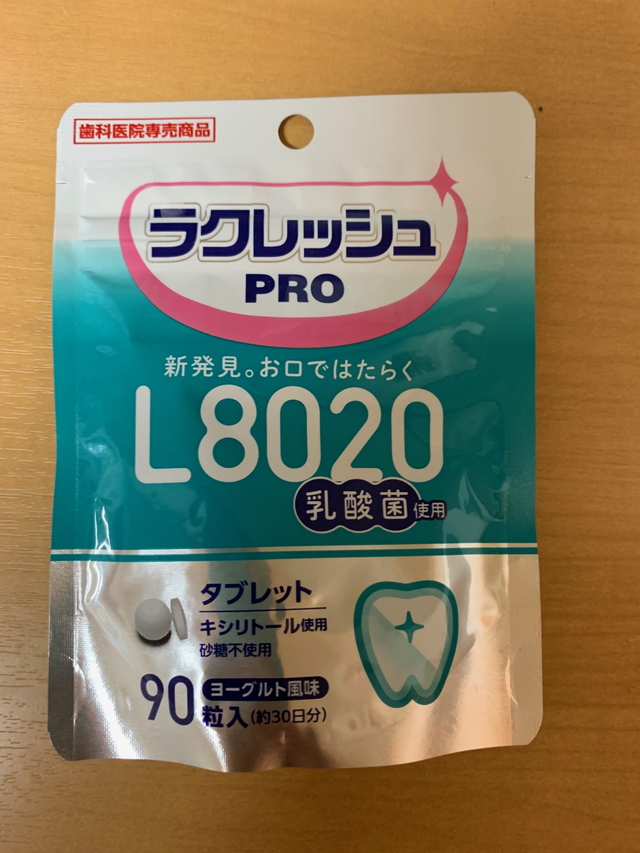 歯科医院専売商品
ラクレッシュ
PRO
新発見。お口ではたらく
L8020
乳酸菌使用
タブレット
キシリトール使用
砂糖不使用
ヨーグルト風味
90粒入(約30日分)